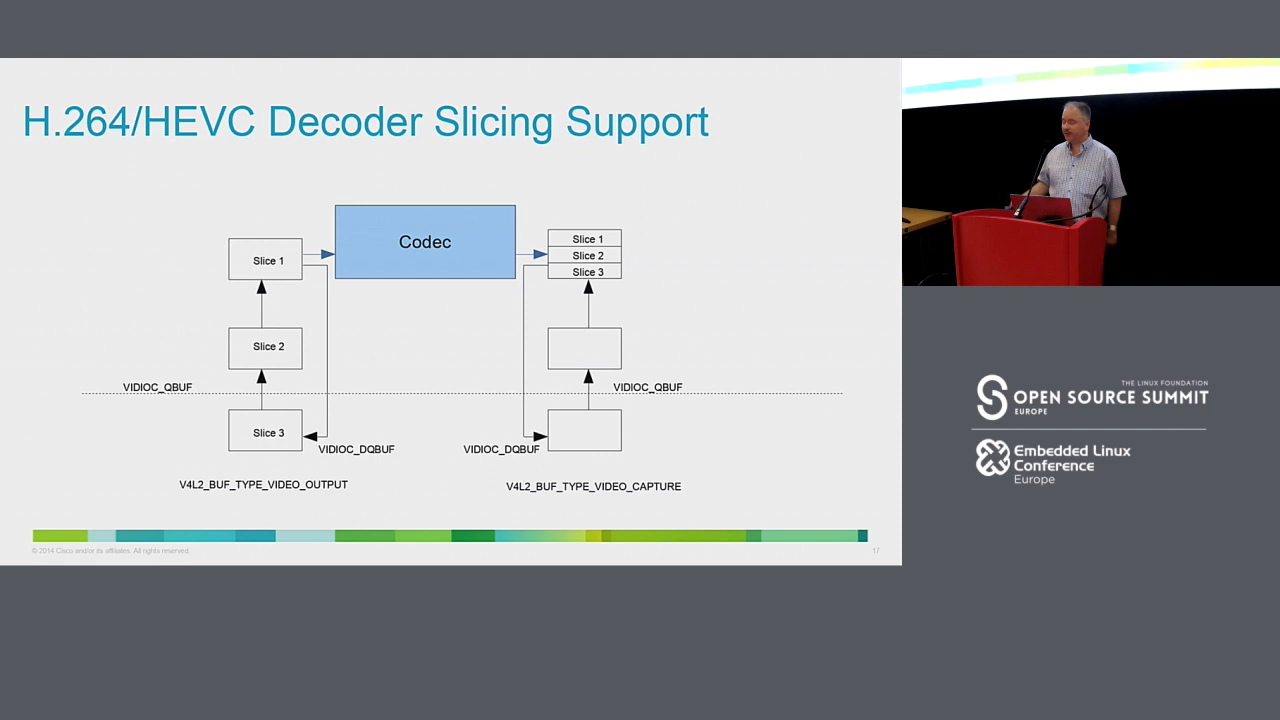 H.264/HEVC Decoder Slicing Support
Codec
Slice 1
Slice 1
Slice 2
Slice 3
Slice 2
VIDIOC_QBUF
VIDIOC_QBUF
Slice 3
VIDIOC_DQBUF
VIDIOC_DQBUF
V4L2_BUF_TYPE_VIDEO_OUTPUT
V4L2_BUF_TYPE_VIDEO_CAPTURE
© 2014 Cisco and/or its affiliates. All rights reserved.
17
THE LINUX FOUNDATION
OPEN SOURCE SUMMIT
EUROPE
Embedded Linux
Conference
Europe